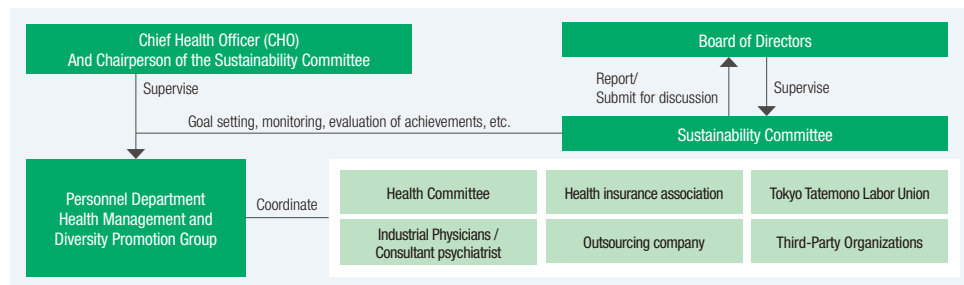 Chief Health Officer (CHO)
And Chairperson of the Sustainability Committee
Board of Directors
Supervise
Report/
Submit for discussion
Supervise
Goal setting, monitoring, evaluation of achievements, etc.
Sustainability Committee
Personnel Department
Health Management and
Diversity Promotion Group
Coordinate
Health Committee
Health insurance association
Tokyo Tatemono Labor Union
Industrial Physicians /
Consultant psychiatrist
Outsourcing company
Third-Party Organizations